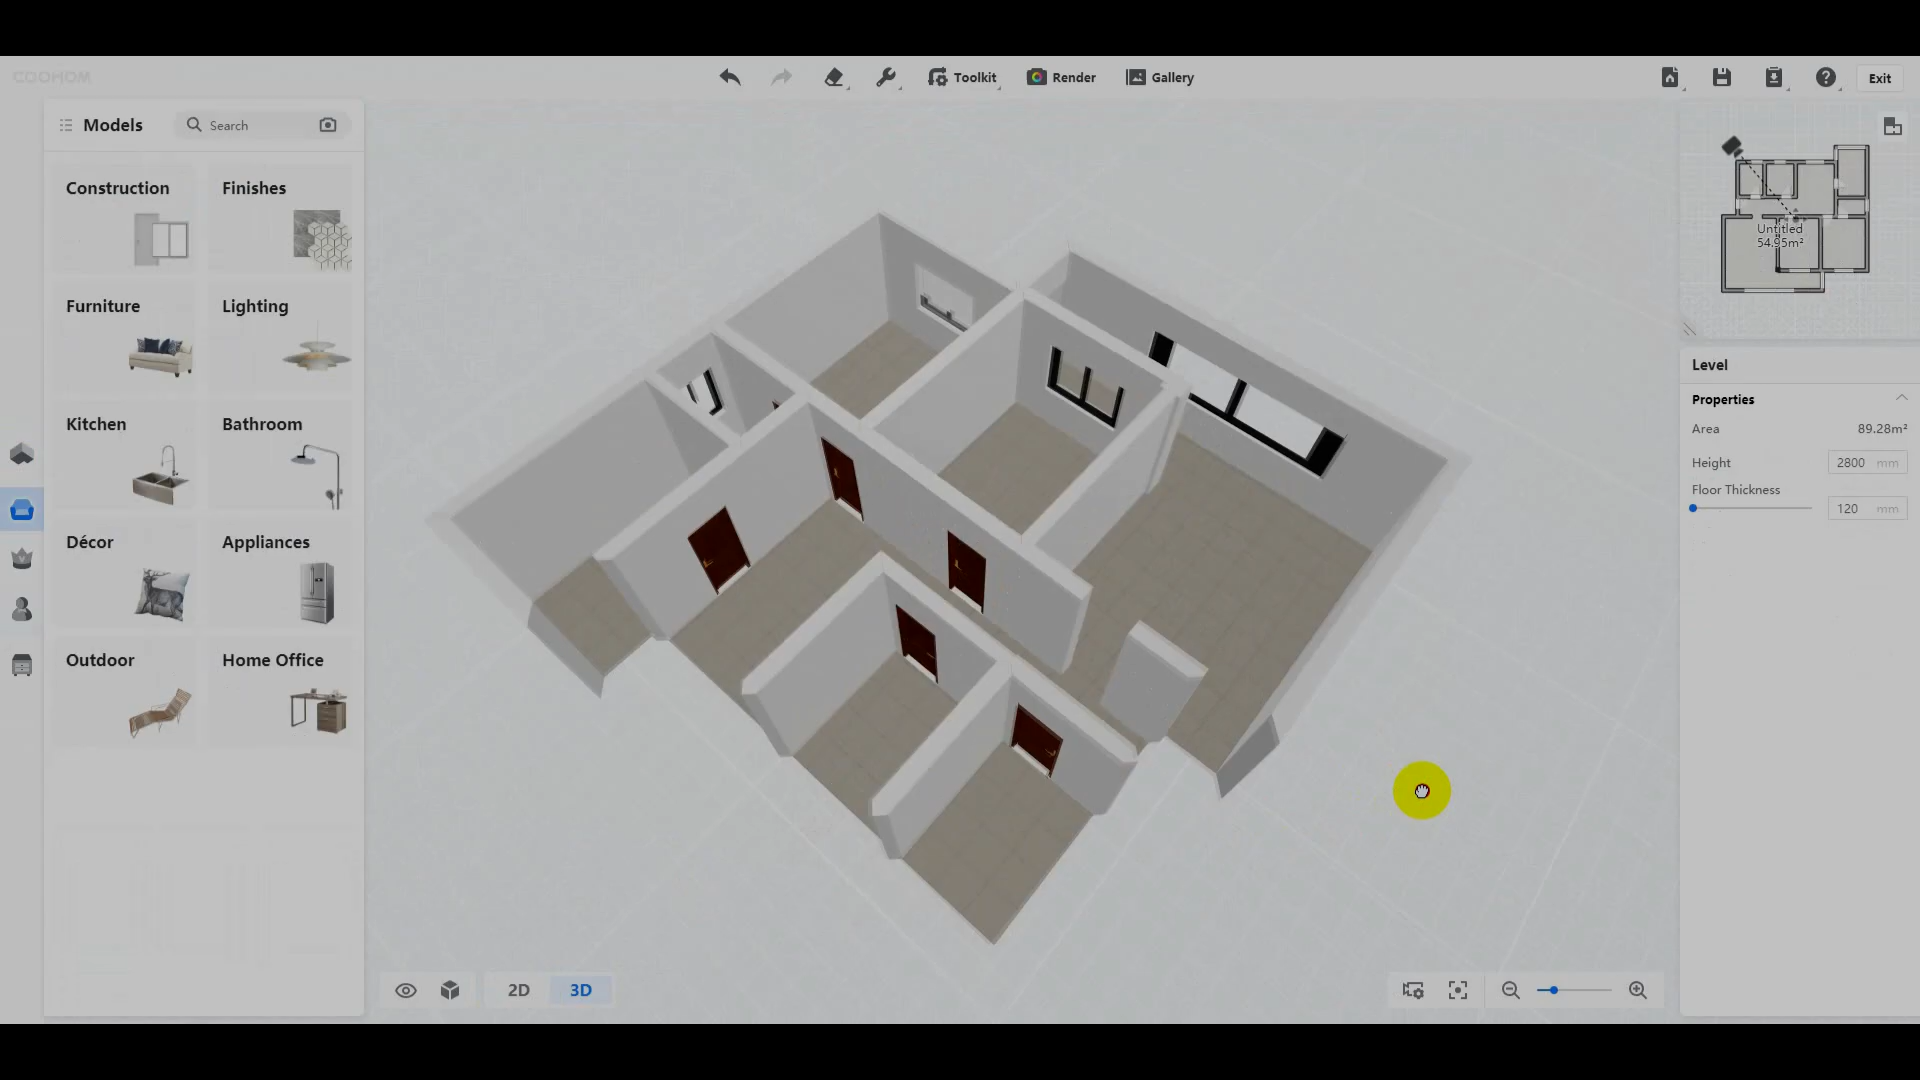 COOHOM
Toolkit
Render
Gallery
Exit
Models
Search
Construction
Finishes
Furniture
Lighting
Kitchen
Bathroom
Décor
Appliances
Outdoor
Home Office
Untitled
54.95m²
Level
Properties
Area
89.28m²
Height
2800 mm
Floor Thickness
120 mm
2D
3D